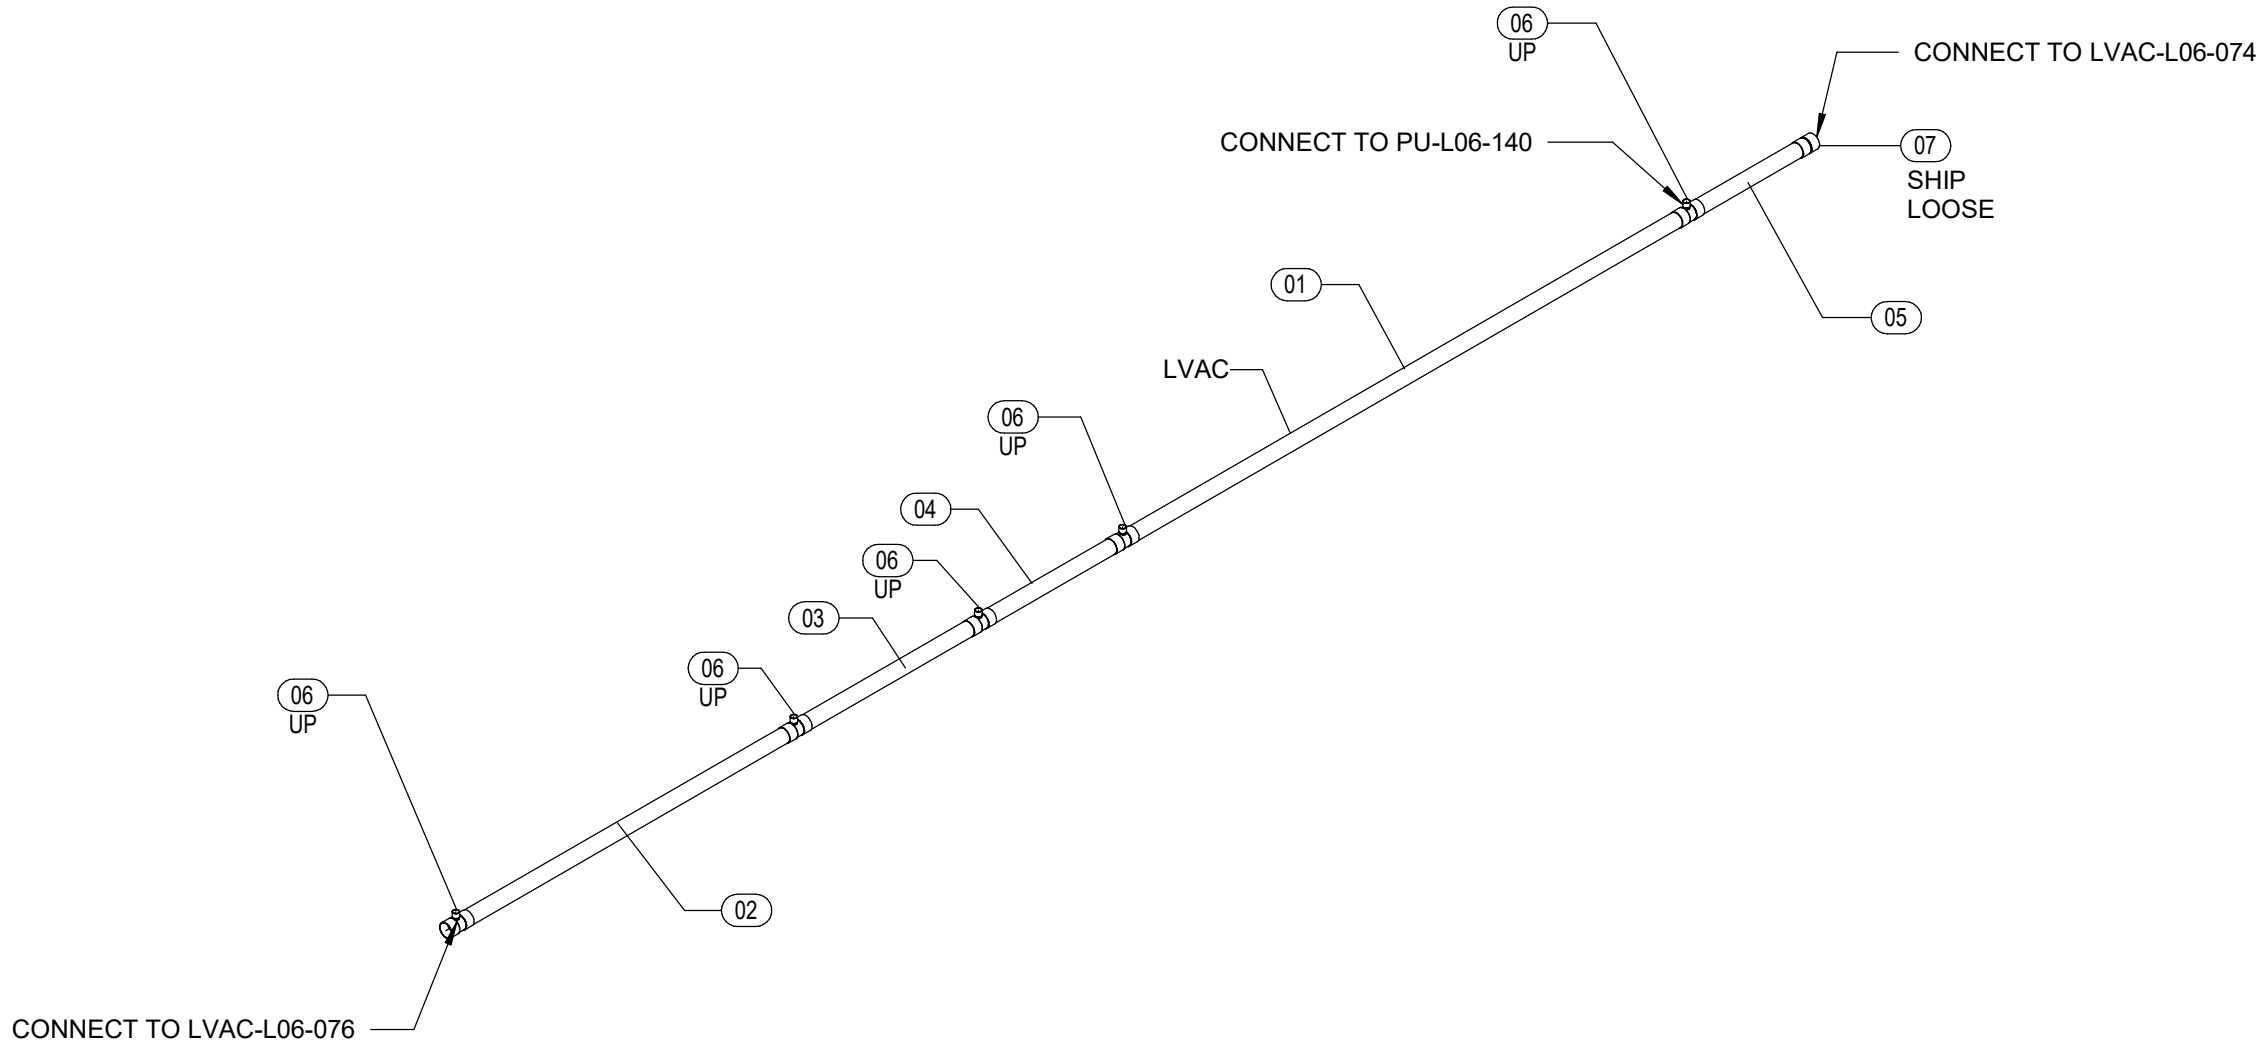 06
UP
CONNECT TO LVAC-L06-074
CONNECT TO PU-L06-140
07
SHIP
LOOSE
01
05
LVAC
06
UP
04
06
UP
03
06
UP
06
UP
02
CONNECT TO LVAC-L06-076